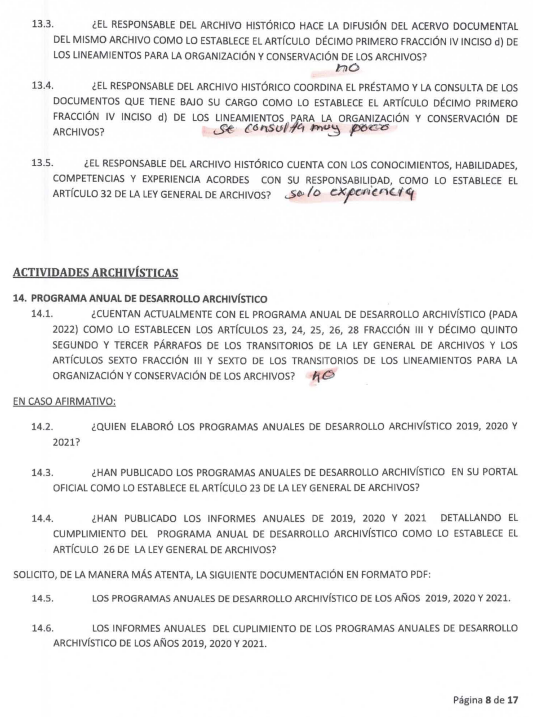 13.3. ¿EL RESPONSABLE DEL ARCHIVO HISTÓRICO HACE LA DIFUSIÓN DEL ACERVO DOCUMENTAL
DEL MISMO ARCHIVO COMO LO ESTABLECE EL ARTÍCULO DÉCIMO PRIMERO FRACCIÓN IV INCISO d) DE
LOS LINEAMIENTOS PARA LA ORGANIZACIÓN Y CONSERVACIÓN DE LOS ARCHIVOS?
no
13.4. ¿EL RESPONSABLE DEL ARCHIVO HISTÓRICO COORDINA EL PRÉSTAMO Y LA CONSULTA DE LOS
DOCUMENTOS QUE TIENE BAJO SU CARGO COMO LO ESTABLECE EL ARTÍCULO DÉCIMO PRIMERO
FRACCIÓN IV INCISO d) DE LOS LINEAMIENTOS PARA LA ORGANIZACIÓN Y CONSERVACIÓN DE
ARCHIVOS? se consulta muy poco
13.5. ¿EL RESPONSABLE DEL ARCHIVO HISTÓRICO CUENTA CON LOS CONOCIMIENTOS, HABILIDADES,
COMPETENCIAS Y EXPERIENCIA ACORDES CON SU RESPONSABILIDAD, COMO LO ESTABLECE EL
ARTÍCULO 32 DE LA LEY GENERAL DE ARCHIVOS? solo experiencia
ACTIVIDADES ARCHIVÍSTICAS
14. PROGRAMA ANUAL DE DESARROLLO ARCHIVÍSTICO
14.1. ¿CUENTAN ACTUALMENTE CON EL PROGRAMA ANUAL DE DESARROLLO ARCHIVÍSTICO (PADA
2022) COMO LO ESTABLECEN LOS ARTÍCULOS 23, 24, 25, 26, 28 FRACCIÓN III Y DÉCIMO QUINTO
SEGUNDO Y TERCER PÁRRAFOS DE LOS TRANSITORIOS DE LA LEY GENERAL DE ARCHIVOS Y LOS
ARTÍCULOS SEXTO FRACCIÓN III Y SEXTO DE LOS TRANSITORIOS DE LOS LINEAMIENTOS PARA LA
ORGANIZACIÓN Y CONSERVACIÓN DE LOS ARCHIVOS? no
EN CASO AFIRMATIVO:
14.2. ¿QUIEN ELABORÓ LOS PROGRAMAS ANUALES DE DESARROLLO ARCHIVÍSTICO 2019, 2020 Y
2021?
14.3. ¿HAN PUBLICADO LOS PROGRAMAS ANUALES DE DESARROLLO ARCHIVÍSTICO EN SU PORTAL
OFICIAL COMO LO ESTABLECE EL ARTÍCULO 23 DE LA LEY GENERAL DE ARCHIVOS?
14.4. ¿HAN PUBLICADO LOS INFORMES ANUALES DE 2019, 2020 Y 2021 DETALLANDO EL
CUMPLIMIENTO DEL PROGRAMA ANUAL DE DESARROLLO ARCHIVÍSTICO COMO LO ESTABLECE EL
ARTÍCULO 26 DE LA LEY GENERAL DE ARCHIVOS?
SOLICITO, DE LA MANERA MÁS ATENTA, LA SIGUIENTE DOCUMENTACIÓN EN FORMATO PDF:
14.5. LOS PROGRAMAS ANUALES DE DESARROLLO ARCHIVÍSTICO DE LOS AÑOS 2019, 2020 Y 2021.
14.6. LOS INFORMES ANUALES DEL CUPLIMIENTO DE LOS PROGRAMAS ANUALES DE DESARROLLO
ARCHIVÍSTICO DE LOS AÑOS 2019, 2020 Y 2021.
Página 8 de 17